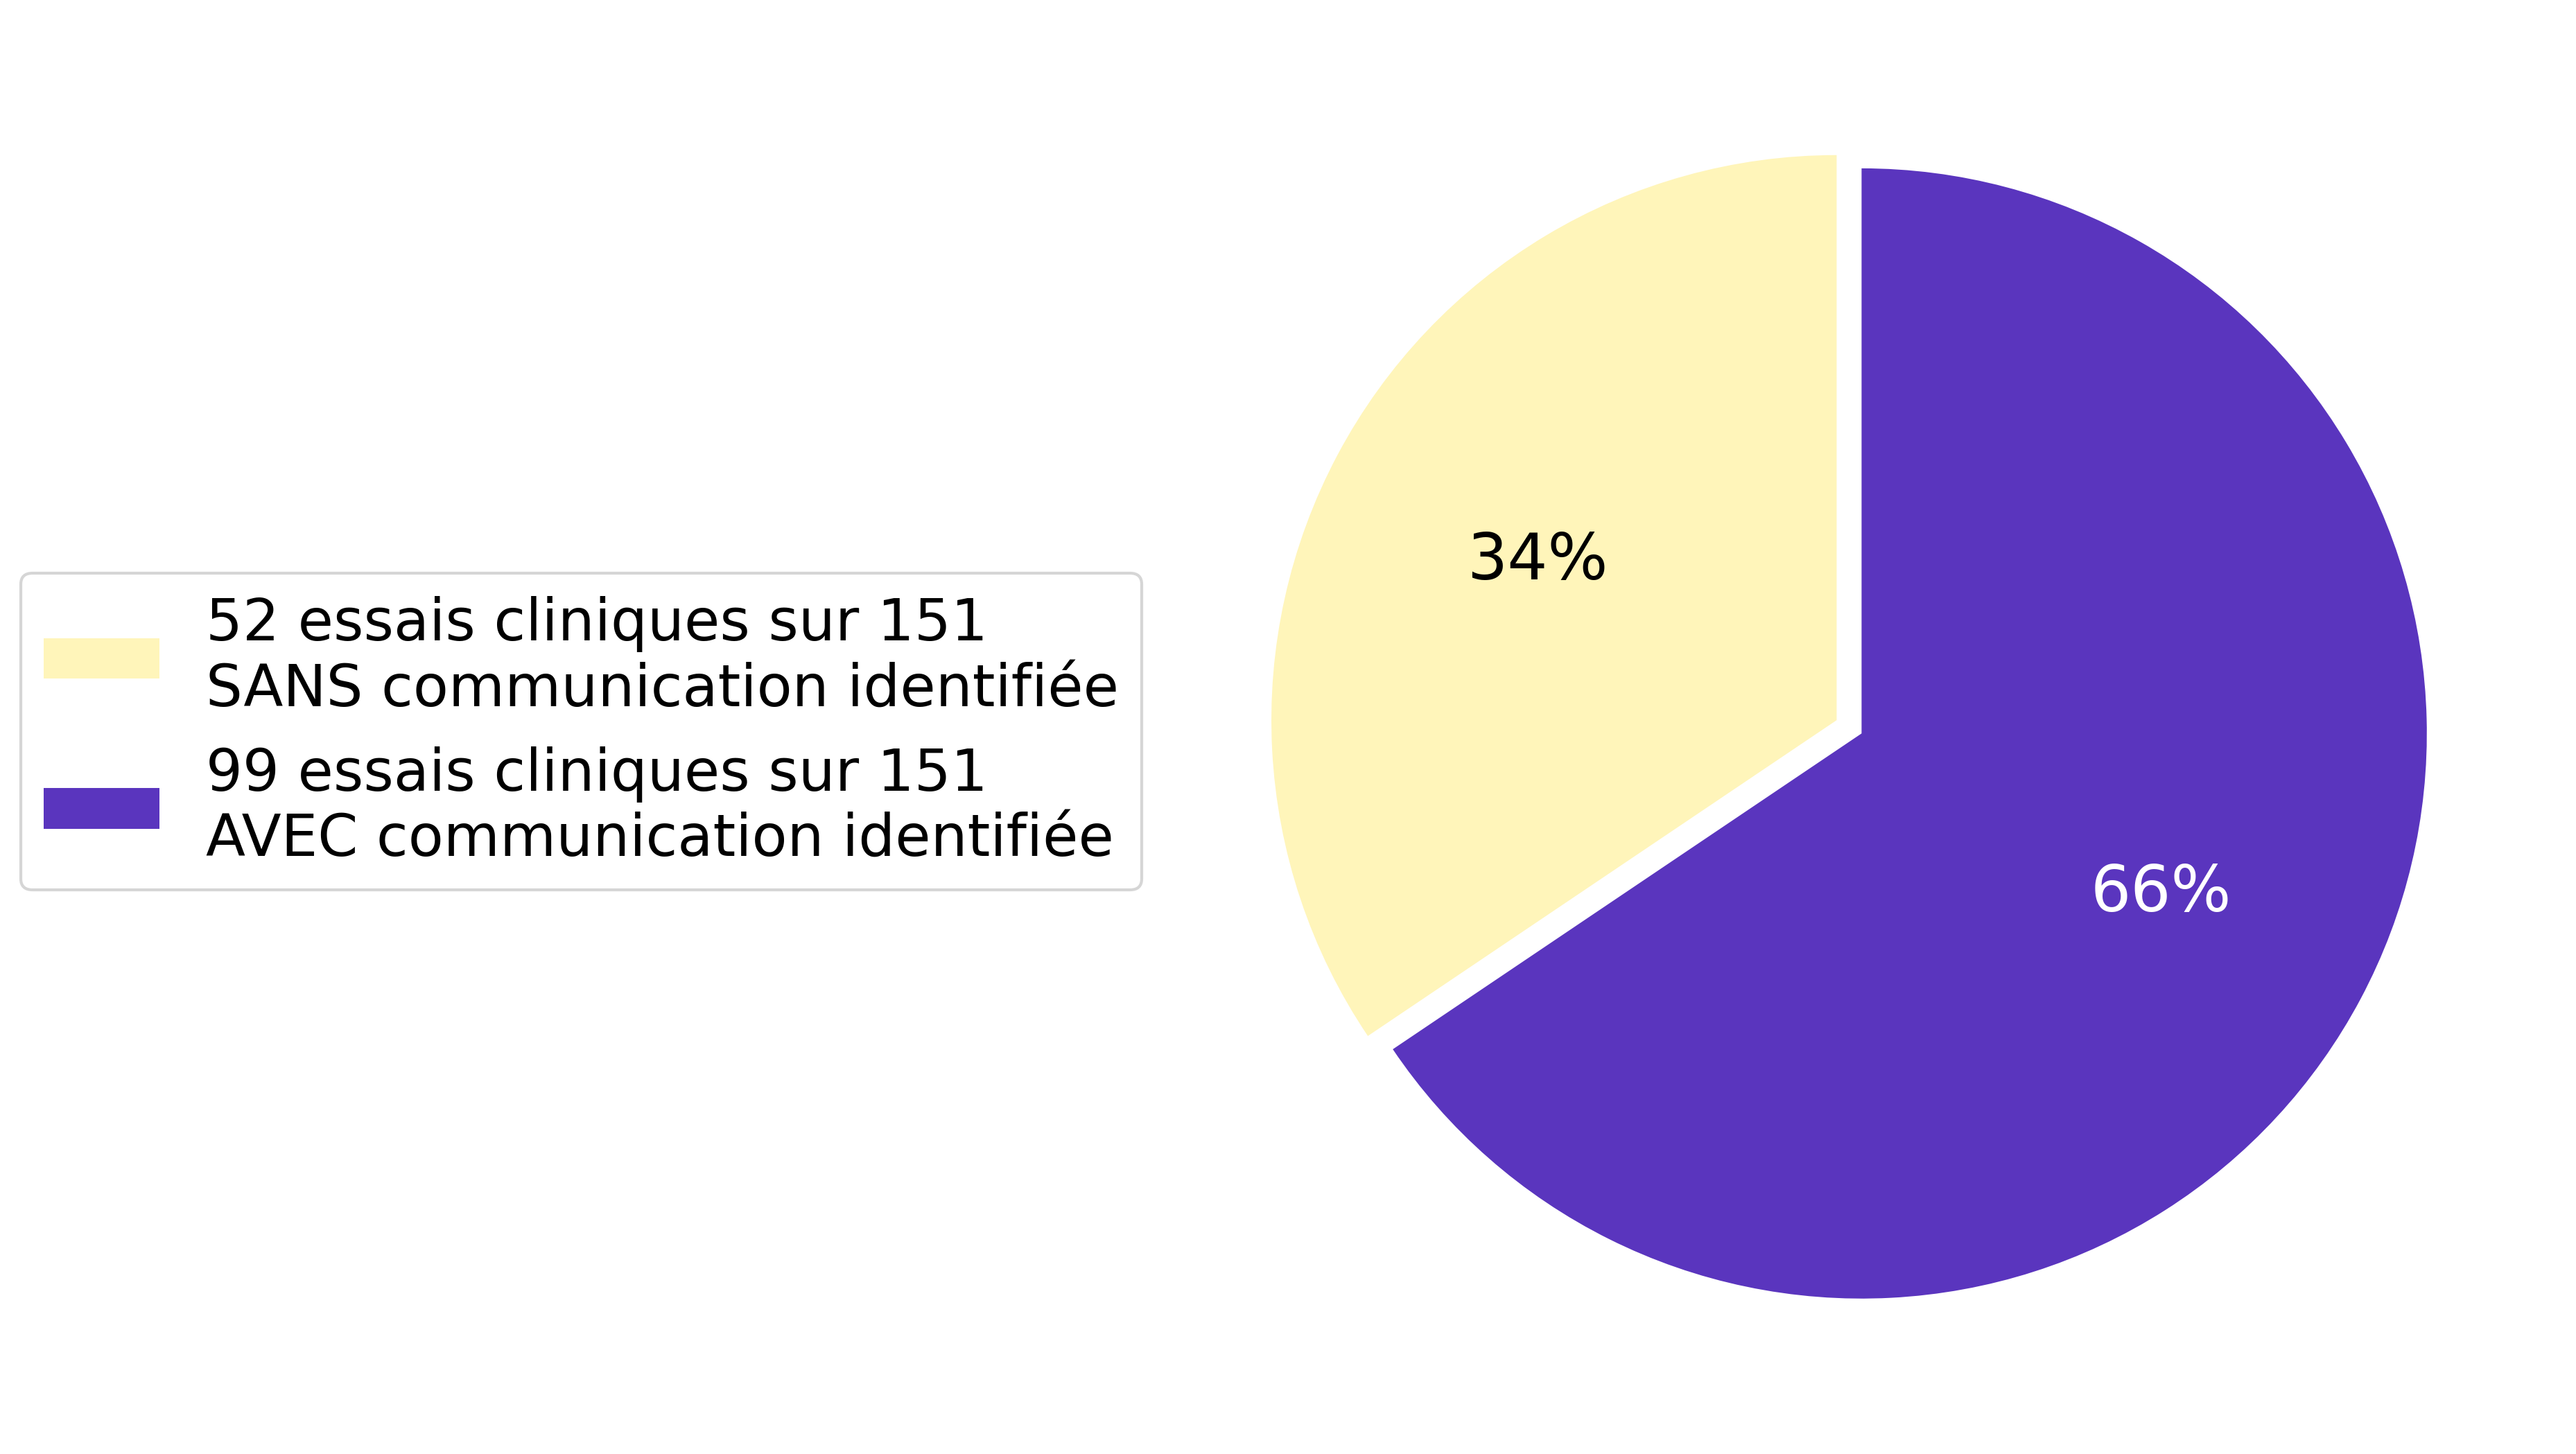 52 essais cliniques sur 151
SANS communication identifiée
99 essais cliniques sur 151
AVEC communication identifiée
34%
66%